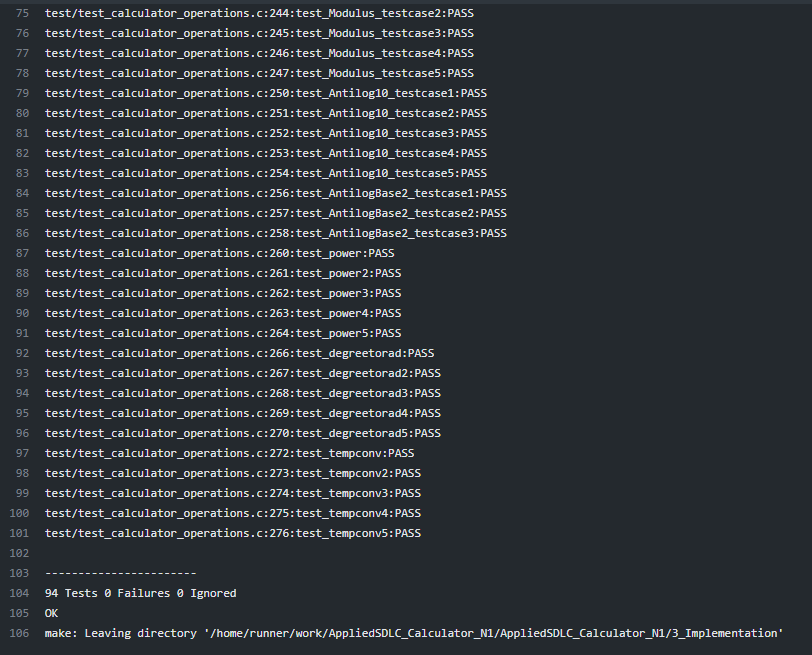 75 test/test_calculator_operations.c:244:test_Modulus_testcase2:PASS
76 test/test_calculator_operations.c:245:test_Modulus_testcase3:PASS
77 test/test_calculator_operations.c:246:test_Modulus_testcase4:PASS
78 test/test_calculator_operations.c:247:test_Modulus_testcase5:PASS
79 test/test_calculator_operations.c:250:test_Antilog10_testcase1:PASS
80 test/test_calculator_operations.c:251:test_Antilog10_testcase2:PASS
81 test/test_calculator_operations.c:252:test_Antilog10_testcase3:PASS
82 test/test_calculator_operations.c:253:test_Antilog10_testcase4:PASS
83 test/test_calculator_operations.c:254:test_Antilog10_testcase5:PASS
84 test/test_calculator_operations.c:256:test_AntilogBase2_testcase1:PASS
85 test/test_calculator_operations.c:257:test_AntilogBase2_testcase2:PASS
86 test/test_calculator_operations.c:258:test_AntilogBase2_testcase3:PASS
87 test/test_calculator_operations.c:260:test_power:PASS
88 test/test_calculator_operations.c:261:test_power2:PASS
89 test/test_calculator_operations.c:262:test_power3:PASS
90 test/test_calculator_operations.c:263:test_power4:PASS
91 test/test_calculator_operations.c:264:test_power5:PASS
92 test/test_calculator_operations.c:266:test_degreetorad:PASS
93 test/test_calculator_operations.c:267:test_degreetorad2:PASS
94 test/test_calculator_operations.c:268:test_degreetorad3:PASS
95 test/test_calculator_operations.c:269:test_degreetorad4:PASS
96 test/test_calculator_operations.c:270:test_degreetorad5:PASS
97 test/test_calculator_operations.c:272:test_tempconv:PASS
98 test/test_calculator_operations.c:273:test_tempconv2:PASS
99 test/test_calculator_operations.c:274:test_tempconv3:PASS
100 test/test_calculator_operations.c:275:test_tempconv4:PASS
101 test/test_calculator_operations.c:276:test_tempconv5:PASS
102
103 -----------------------
104 94 Tests 0 Failures 0 Ignored
105 OK
106 make: Leaving directory '/home/runner/work/AppliedSDLC_Calculator_N1/AppliedSDLC_Calculator_N1/3_Implementation'